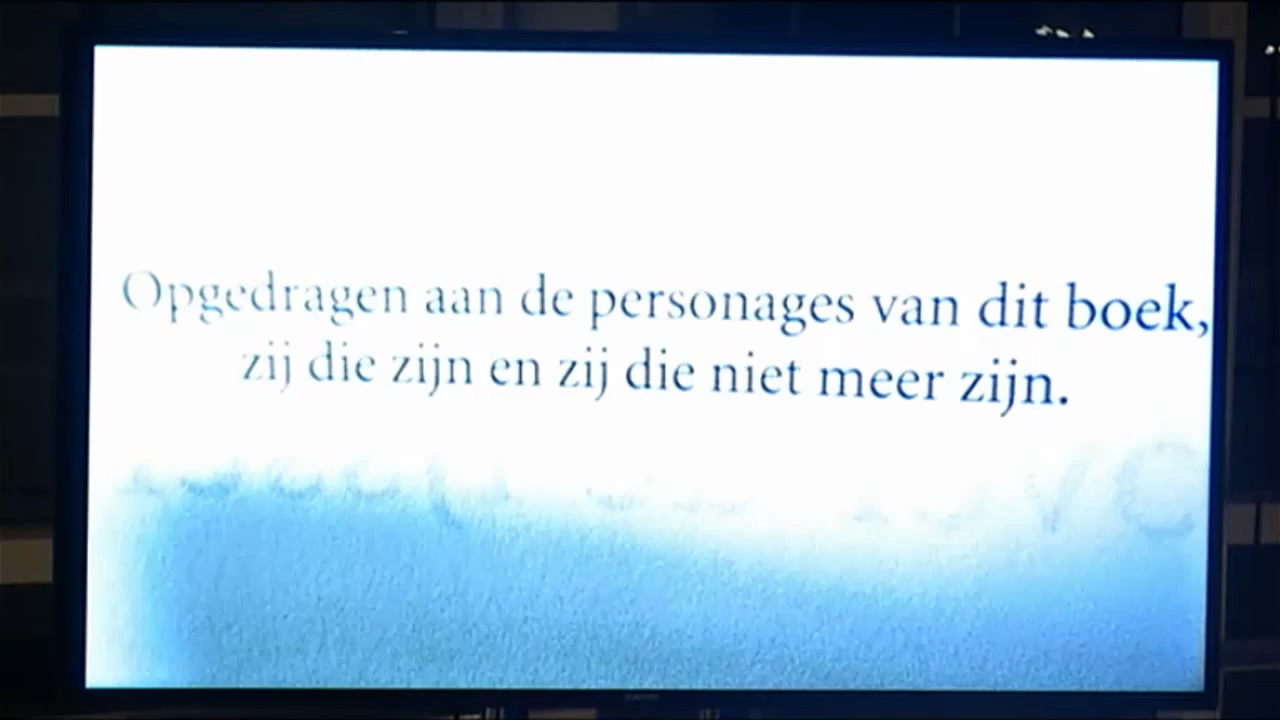 Opgedragen aan de personages van dit boek,
zij die zijn en zij die niet meer zijn.